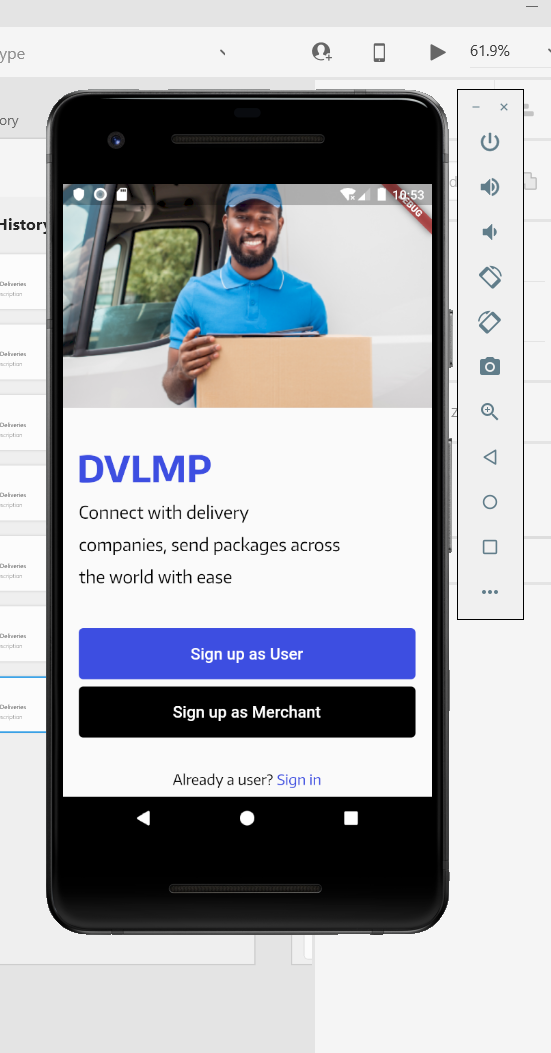 ype
61.9%
ory
History
Deliveries
scription
Deliveries
scription
Deliveries
scription
Deliveries
scription
Deliveries
scription
Deliveries
scription
Deliveries
scription
10:53
DVLMP
Connect with delivery
companies, send packages across
the world with ease
Sign up as User
Sign up as Merchant
Already a user? Sign in